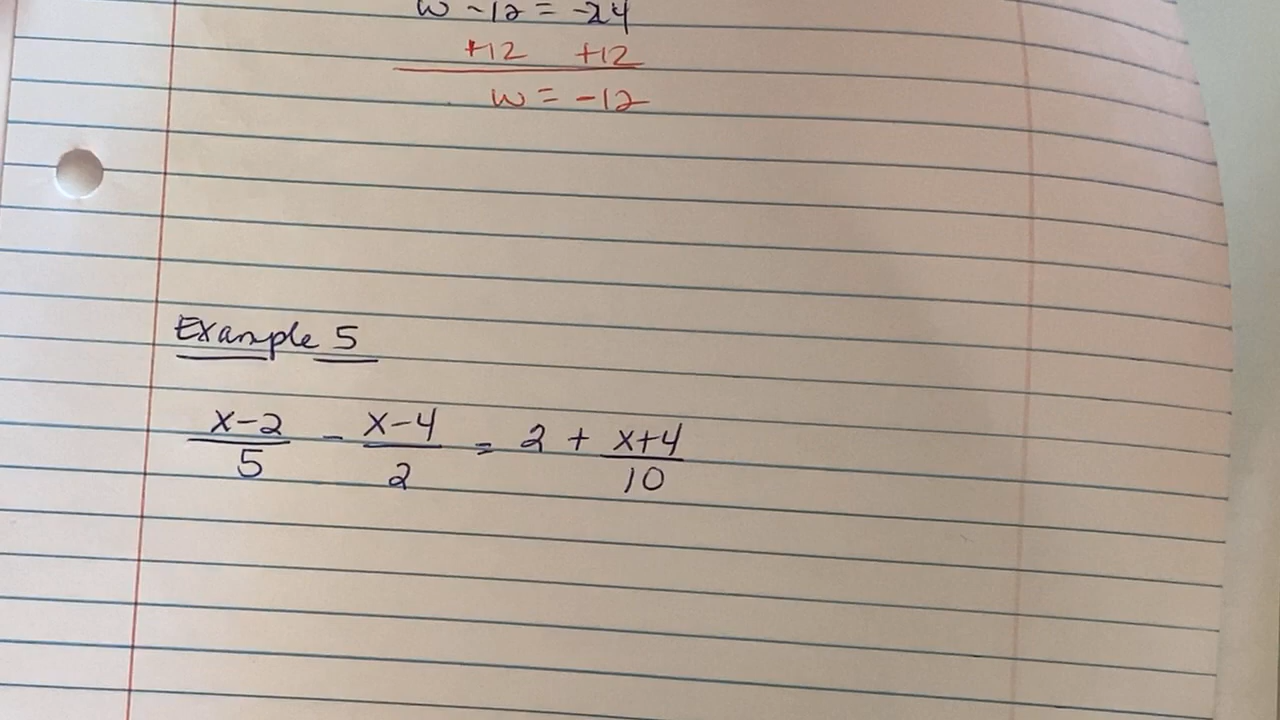 w - 12 = -24
+12 +12
w = -12
Example 5
x-2 x-4 x+4
— - — = 2 + —
5 2 10